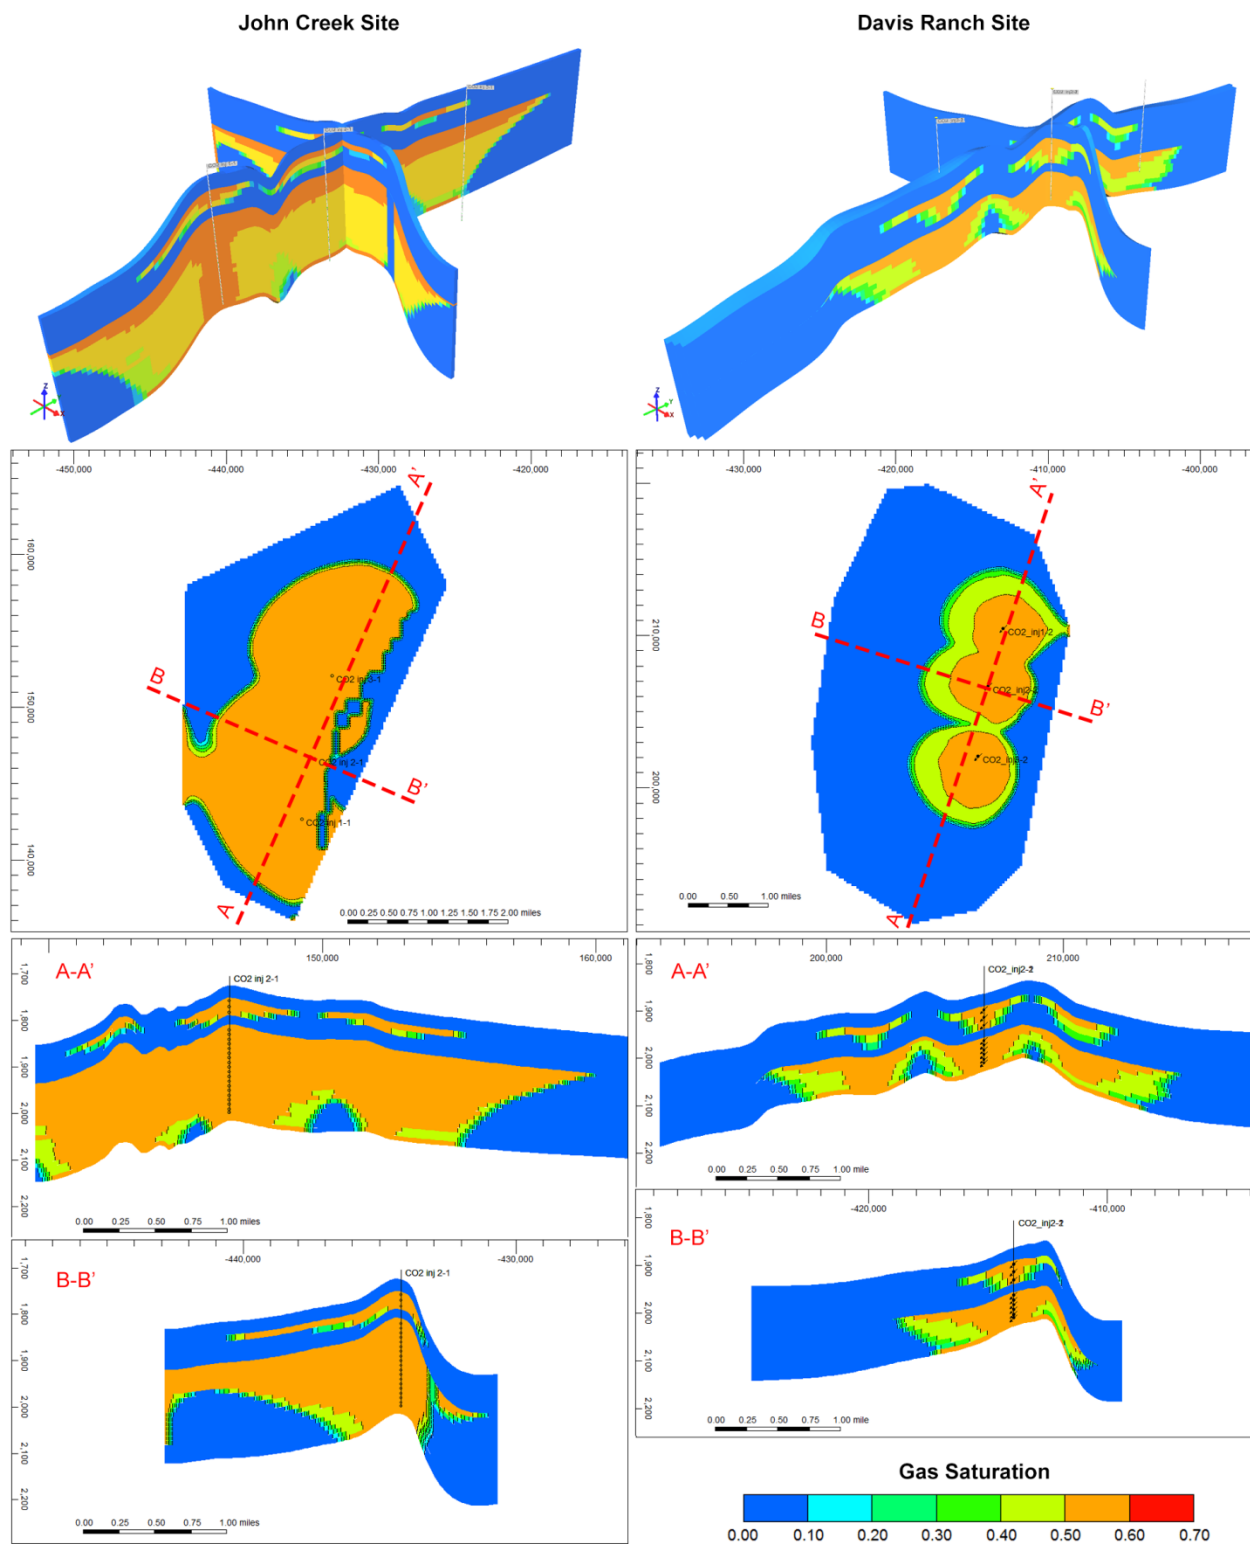 John Creek Site
Davis Ranch Site
Z
X
Z
Y
X
-450,000 -440,000 -430,000 -420,000
160,000
150,000
140,000
A'
B
CO2 inj 3-1
CO2 inj 2-1
B'
CO2 inj 1-1
A
0.00 0.25 0.50 0.75 1.00 1.25 1.50 1.75 2.00 miles
-430,000 -420,000 -410,000 -400,000
210,000
200,000
A'
B
CO2_inj1-2
CO2_inj2-2
B'
CO2_inj3-2
A
0.00 0.50 1.00 miles
A-A'
150,000 160,000
CO2 inj 2-1
1,700
1,800
1,900
2,000
2,100
2,200
0.00 0.25 0.50 0.75 1.00 miles
A-A'
200,000 210,000
1,800
1,900
2,000
2,100
2,200
0.00 0.25 0.50 0.75 1.00 miles
B-B'
-440,000 -430,000
CO2 inj 2-1
1,700
1,800
1,900
2,000
2,100
2,200
0.00 0.25 0.50 0.75 1.00 miles
B-B'
-420,000 -410,000
1,800
1,900
2,000
2,100
2,200
0.00 0.25 0.50 0.75 1.00 miles
Gas Saturation
0.00 0.10 0.20 0.30 0.40 0.50 0.60 0.70